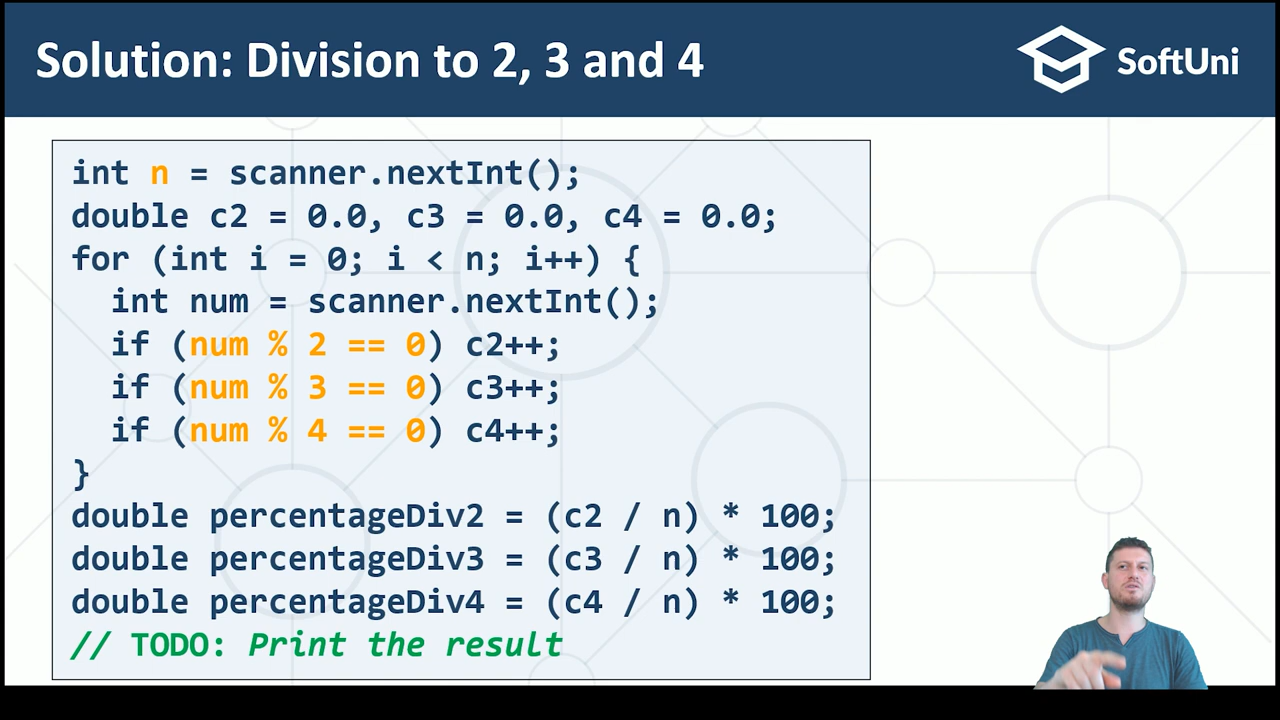 Solution: Division to 2, 3 and 4
SoftUni
int n = scanner.nextInt();
double c2 = 0.0, c3 = 0.0, c4 = 0.0;
for (int i = 0; i < n; i++) {
  int num = scanner.nextInt();
  if (num % 2 == 0) c2++;
  if (num % 3 == 0) c3++;
  if (num % 4 == 0) c4++;
}
double percentageDiv2 = (c2 / n) * 100;
double percentageDiv3 = (c3 / n) * 100;
double percentageDiv4 = (c4 / n) * 100;
// TODO: Print the result